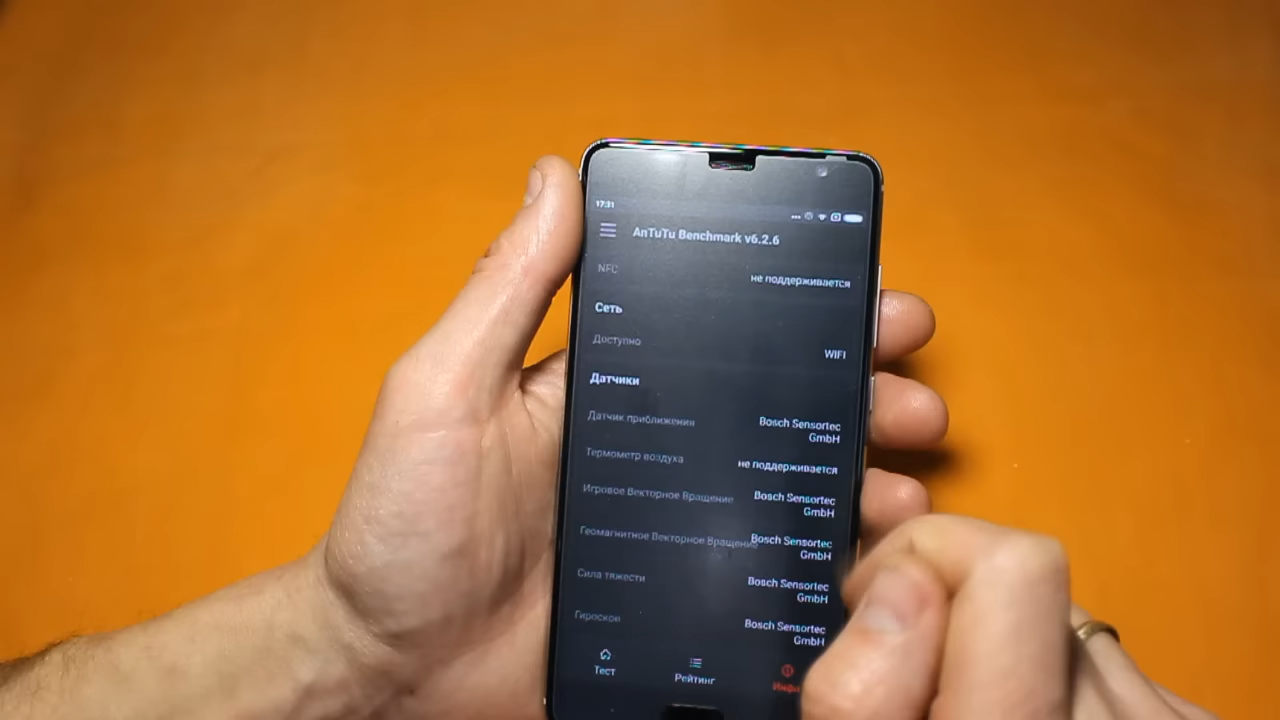 17:31
AnTuTu Benchmark v6.2.6
NFC
не поддерживается
Сеть
Доступно
WIFI
Датчики
Датчик приближения
Bosch Sensortec
GmbH
Термометр воздуха
не поддерживается
Игровое Векторное Вращение
Bosch Sensortec
GmbH
Геомагнитное Векторное Вращение
Bosch Sensortec
GmbH
Сила тяжести
Bosch Sensortec
GmbH
Гироскоп
Bosch Sensortec
GmbH
Тест
Рейтинг
Инфо